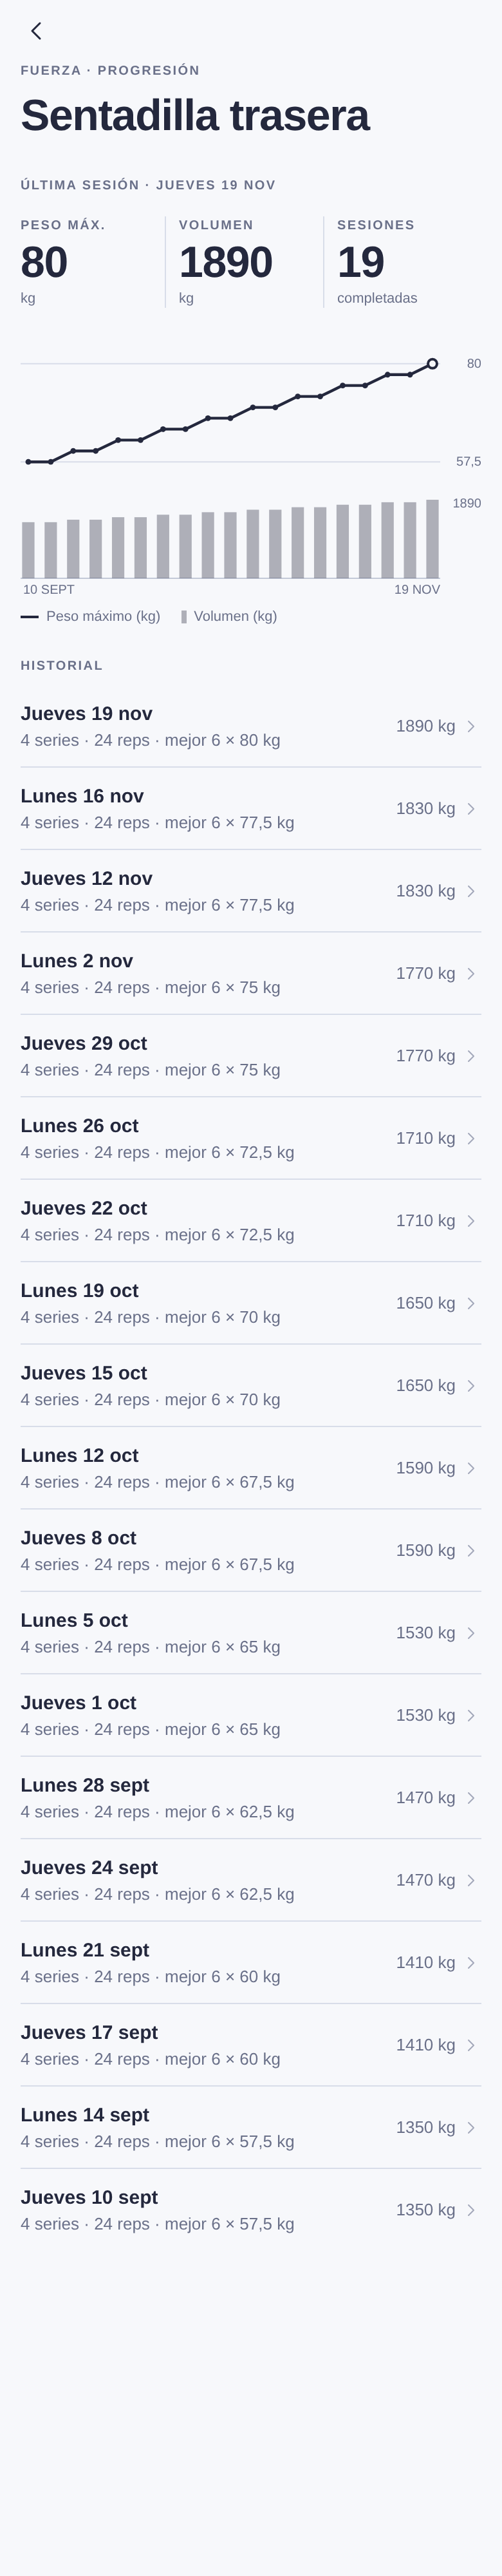 FUERZA · PROGRESIÓN
Sentadilla trasera
ÚLTIMA SESIÓN · JUEVES 19 NOV
PESO MÁX.
80
kg
VOLUMEN
1890
kg
SESIONES
19
completadas
80
57,5
1890
10 SEPT
19 NOV
Peso máximo (kg)
Volumen (kg)
HISTORIAL
Jueves 19 nov
4 series · 24 reps · mejor 6 × 80 kg
1890 kg
Lunes 16 nov
4 series · 24 reps · mejor 6 × 77,5 kg
1830 kg
Jueves 12 nov
4 series · 24 reps · mejor 6 × 77,5 kg
1830 kg
Lunes 2 nov
4 series · 24 reps · mejor 6 × 75 kg
1770 kg
Jueves 29 oct
4 series · 24 reps · mejor 6 × 75 kg
1770 kg
Lunes 26 oct
4 series · 24 reps · mejor 6 × 72,5 kg
1710 kg
Jueves 22 oct
4 series · 24 reps · mejor 6 × 72,5 kg
1710 kg
Lunes 19 oct
4 series · 24 reps · mejor 6 × 70 kg
1650 kg
Jueves 15 oct
4 series · 24 reps · mejor 6 × 70 kg
1650 kg
Lunes 12 oct
4 series · 24 reps · mejor 6 × 67,5 kg
1590 kg
Jueves 8 oct
4 series · 24 reps · mejor 6 × 67,5 kg
1590 kg
Lunes 5 oct
4 series · 24 reps · mejor 6 × 65 kg
1530 kg
Jueves 1 oct
4 series · 24 reps · mejor 6 × 65 kg
1530 kg
Lunes 28 sept
4 series · 24 reps · mejor 6 × 62,5 kg
1470 kg
Jueves 24 sept
4 series · 24 reps · mejor 6 × 62,5 kg
1470 kg
Lunes 21 sept
4 series · 24 reps · mejor 6 × 60 kg
1410 kg
Jueves 17 sept
4 series · 24 reps · mejor 6 × 60 kg
1410 kg
Lunes 14 sept
4 series · 24 reps · mejor 6 × 57,5 kg
1350 kg
Jueves 10 sept
4 series · 24 reps · mejor 6 × 57,5 kg
1350 kg